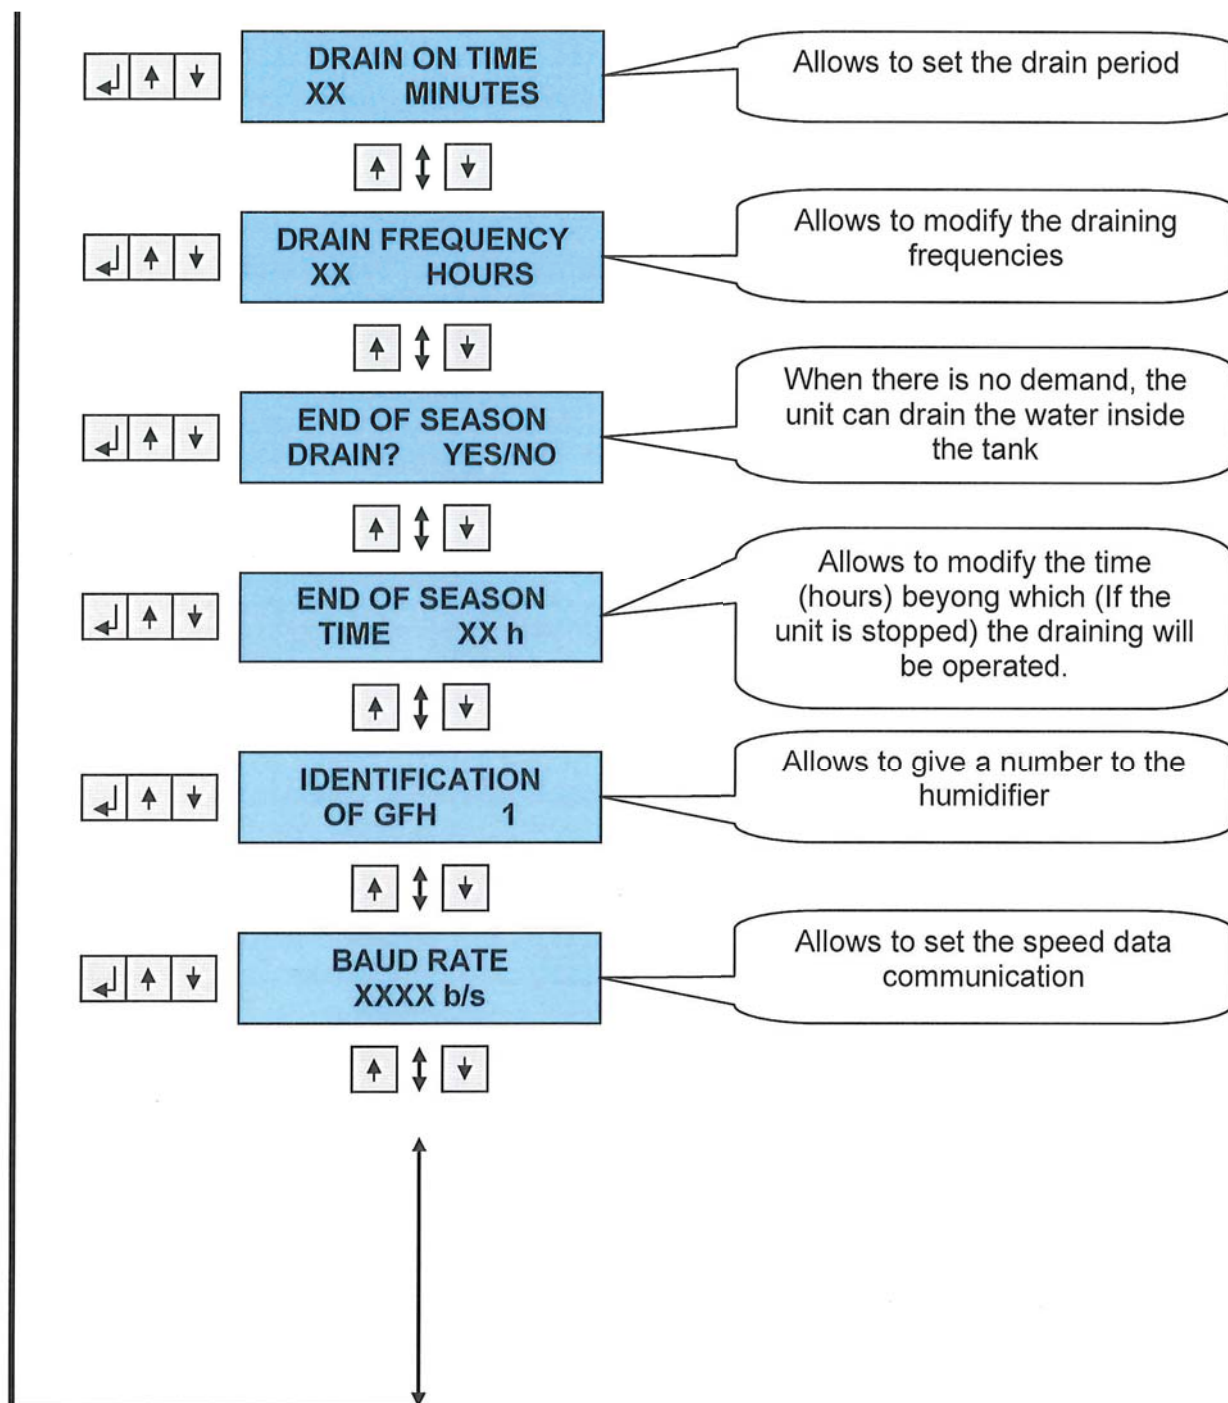 DRAIN ON TIME
XX MINUTES
Allows to set the drain period
DRAIN FREQUENCY
XX HOURS
Allows to modify the draining
frequencies
END OF SEASON
DRAIN? YES/NO
When there is no demand, the
unit can drain the water inside
the tank
END OF SEASON
TIME XX h
Allows to modify the time
(hours) beyong which (If the
unit is stopped) the draining will
be operated.
IDENTIFICATION
OF GFH 1
Allows to give a number to the
humidifier
BAUD RATE
XXXX b/s
Allows to set the speed data
communication